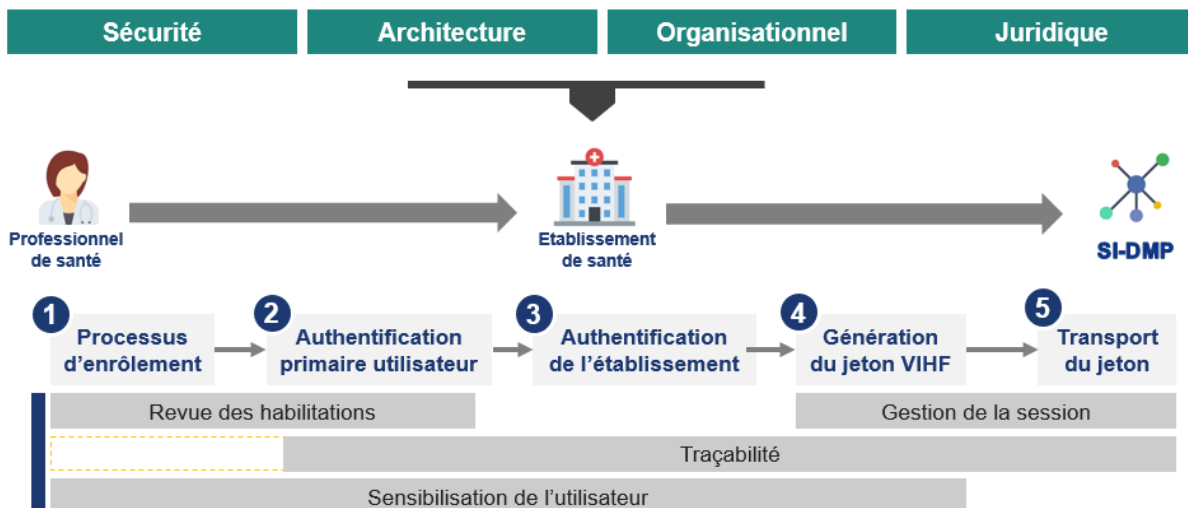 Sécurité
Architecture
Organisationnel
Juridique
Professionnel
de santé
Etablissement
de santé
SI-DMP
1
Processus
d'enrôlement
2
Authentification
primaire utilisateur
3
Authentification
de l'établissement
4
Génération
du jeton VIHF
5
Transport
du jeton
Revue des habilitations
Gestion de la session
Traçabilité
Sensibilisation de l'utilisateur